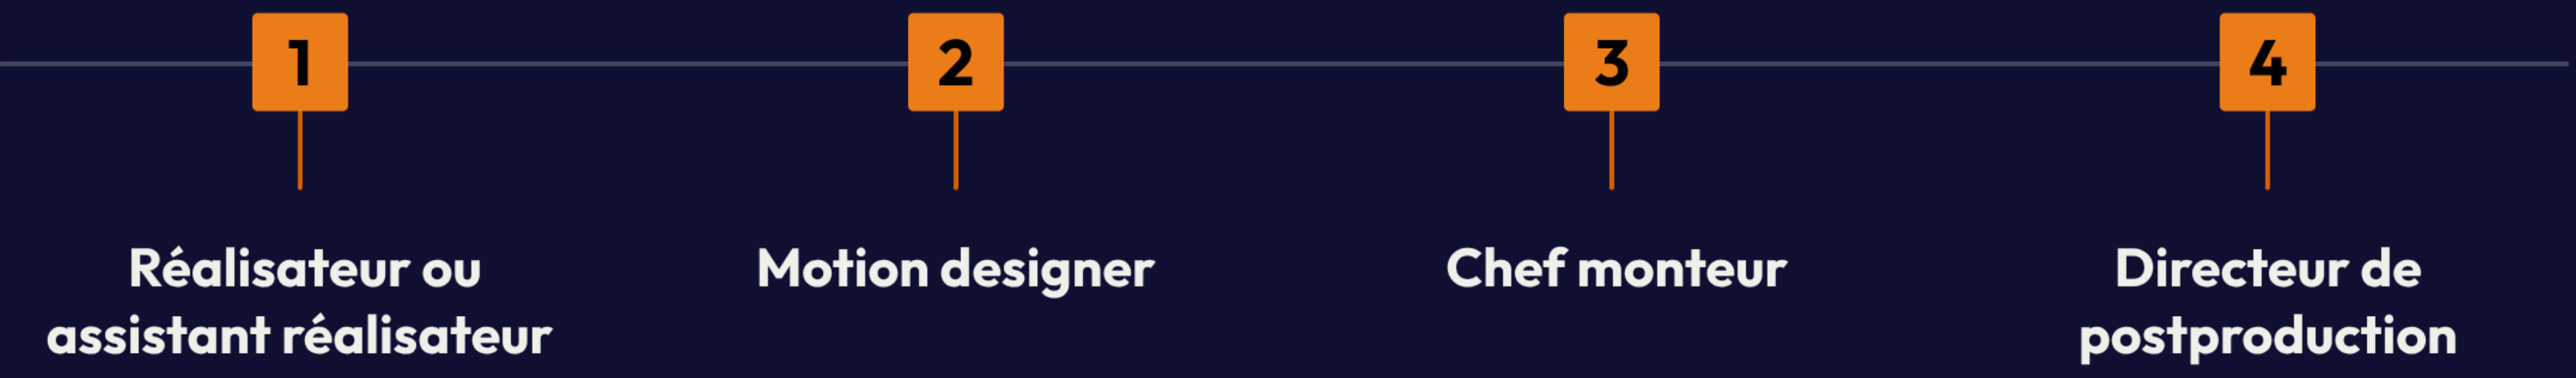 1
2
3
4
Réalisateur ou
assistant réalisateur
Motion designer
Chef monteur
Directeur de
postproduction